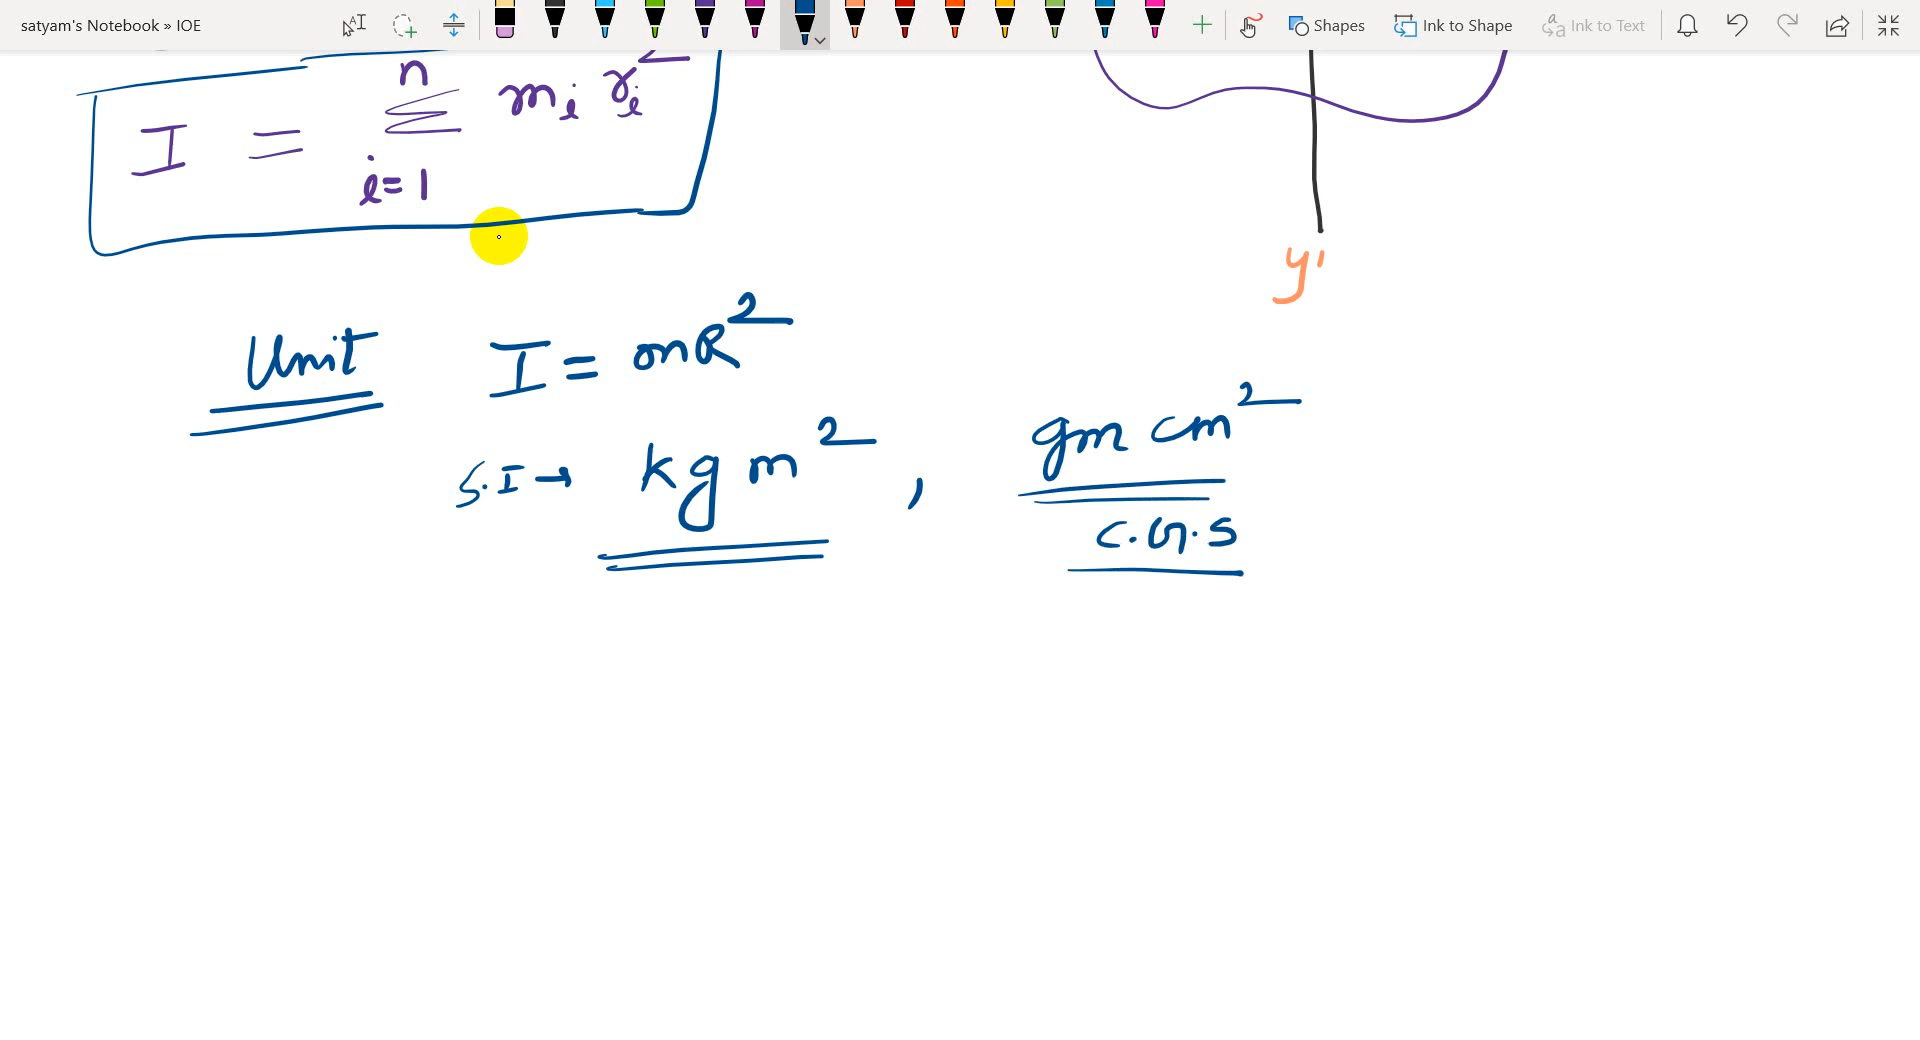 satyam's Notebook » IOE
Shapes
Ink to Shape
Ink to Text
I = n Σ i=1 mᵢ rᵢ²
y'
Unit I = mR²
S.I → kg m² , gm cm²
C.G.S